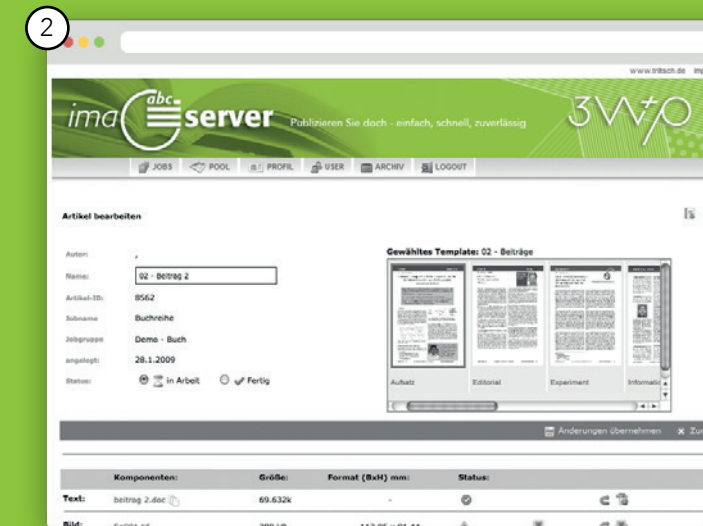 2
www.tritsch.de
abc
ima server Publizieren Sie doch - einfach, schnell, zuverlässig 3Wtp
JOBS POOL PROFIL USER ARCHIV LOGOUT
Artikel bearbeiten
Autor: , Gewähltes Template: 02 - Beiträge
Name: 02 - Beitrag 2
Artikel-ID: 8562
Jobname Buchreihe
Jobgruppe Demo - Buch
angelegt: 28.1.2009
Status: in Arbeit Fertig
Aufsatz Editorial Experiment
Änderungen übernehmen
Komponenten: Größe: Format (BxH) mm: Status:
Text: beitrag 2.doc 69.632k -
Bild: